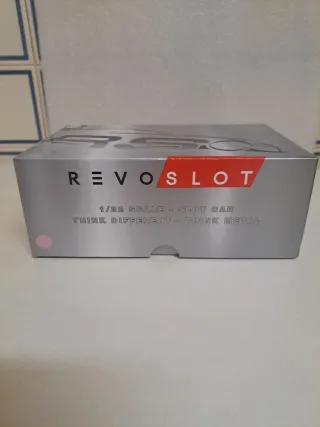 REVOSLOT
1/32 SCALE - SLOT CAR
THINK DIFFERENT - THINK METAL